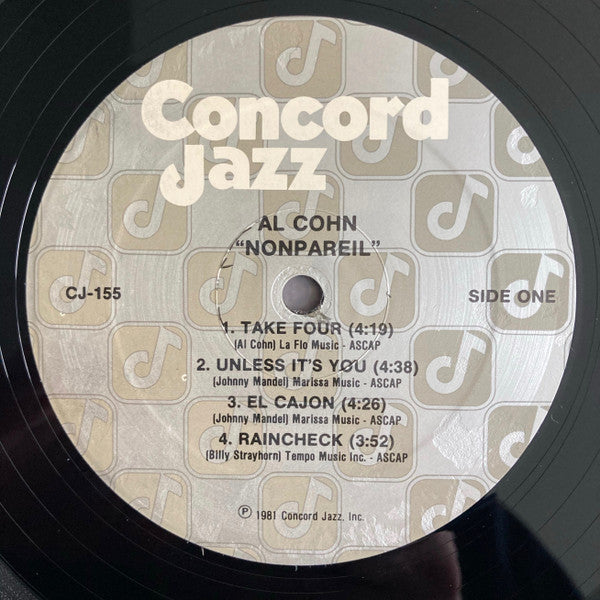 Concord
Jazz
AL COHN
"NONPAREIL"
CJ-155
SIDE ONE
1. TAKE FOUR (4:19)
(Al Cohn) La Flo Music - ASCAP
2. UNLESS IT'S YOU (4:38)
(Johnny Mandel) Marissa Music - ASCAP
3. EL CAJON (4:26)
(Johnny Mandel) Marissa Music - ASCAP
4. RAINCHECK (3:52)
(Billy Strayhorn) Tempo Music Inc. - ASCAP
℗ 1981 Concord Jazz, Inc.